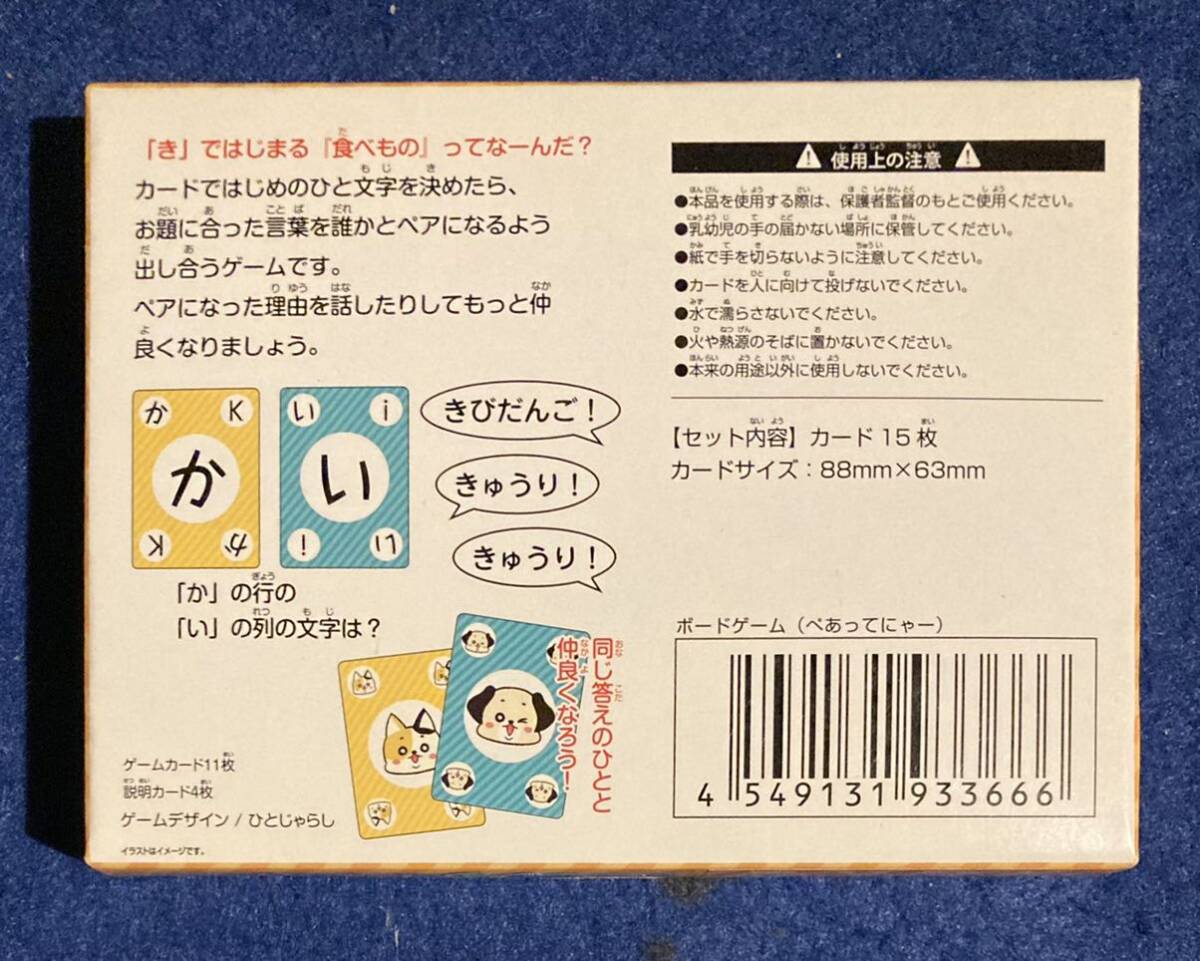 「き」ではじまる『食べもの』ってなーんだ？
カードではじめのひと文字を決めたら、
お題に合った言葉を誰かとペアになるよう
出し合うゲームです。
ペアになった理由を話したりしてもっと仲
良くなりましょう。
か K
か
K か
い i
い
i い
きびだんご！
きゅうり！
きゅうり！
「か」の行の
「い」の列の文字は？
同じ答えのひとと
仲良くなろう！
ゲームカード11枚
説明カード4枚
ゲームデザイン / ひとじゃらし
イラストはイメージです。
使用上の注意
●本品を使用する際は、保護者監督のもとご使用ください。
●乳幼児の手の届かない場所に保管してください。
●紙で手を切らないように注意してください。
●カードを人に向けて投げないでください。
●水で濡らさないでください。
●火や熱源のそばに置かないでください。
●本来の用途以外に使用しないでください。
【セット内容】カード 15 枚
カードサイズ：88mm×63mm
ボードゲーム（ぺあってにゃー）
4 549131 933666